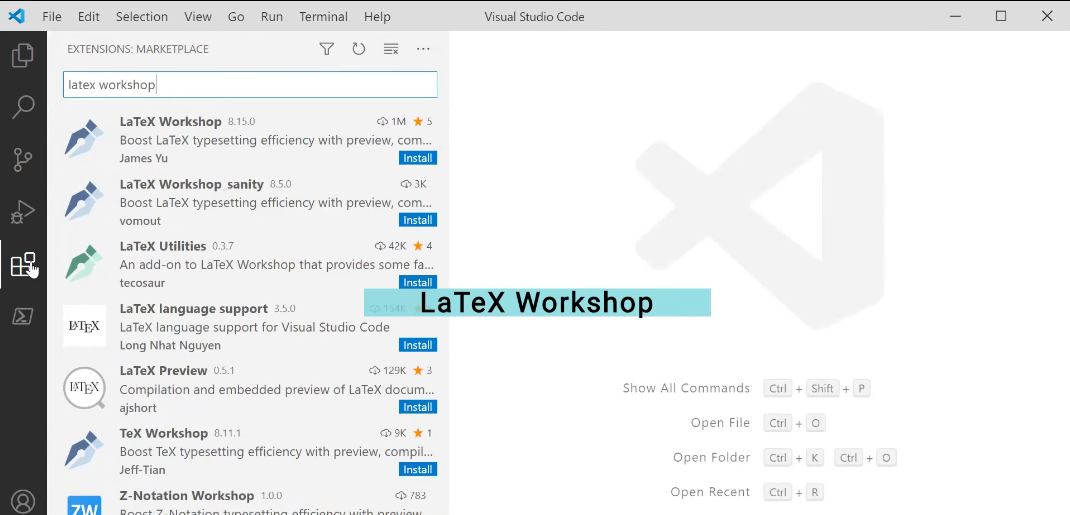 File Edit Selection View Go Run Terminal Help Visual Studio Code
EXTENSIONS: MARKETPLACE
latex workshop
LaTeX Workshop 8.15.0 1M 5
Boost LaTeX typesetting efficiency with preview, com...
James Yu Install
LaTeX Workshop sanity 8.5.0 3K
Boost LaTeX typesetting efficiency with preview, com...
vomout Install
LaTeX Utilities 0.3.7 42K 4
An add-on to LaTeX Workshop that provides some fa...
tecosaur Install
LaTeX Workshop
LATEX LaTeX language support 3.5.0 154K
LaTeX language support for Visual Studio Code
Long Nhat Nguyen Install
LATEX LaTeX Preview 0.5.1 129K 3
Compilation and embedded preview of LaTeX docum...
ajshort Install
TeX Workshop 8.11.1 9K 1
Boost TeX typesetting efficiency with preview, compil...
Jeff-Tian Install
ZW Z-Notation Workshop 1.0.0 783
Boost Z-Notation typesetting efficiency with preview
Show All Commands Ctrl + Shift + P
Open File Ctrl + O
Open Folder Ctrl + K Ctrl + O
Open Recent Ctrl + R